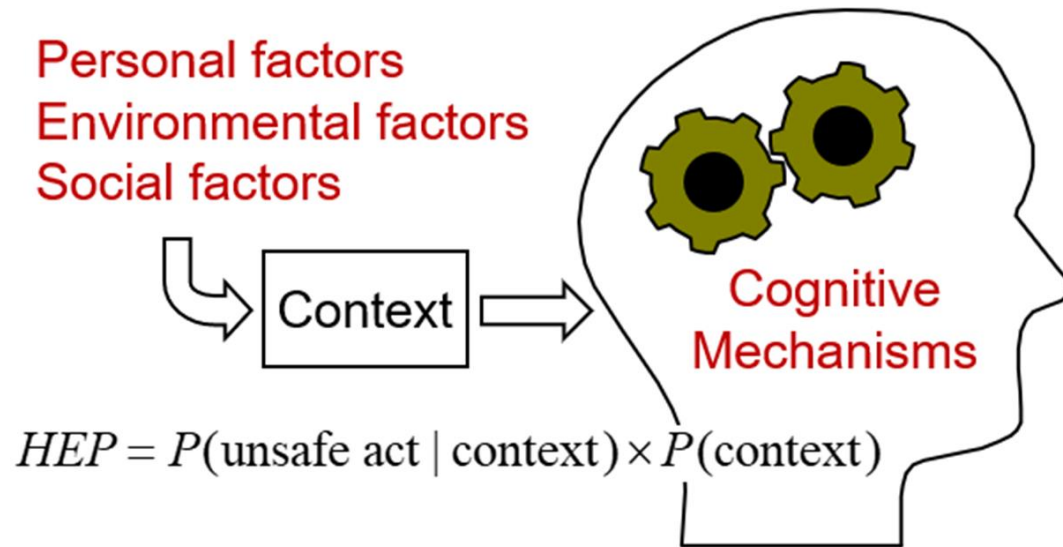 Personal factors
Environmental factors
Social factors
Context
Cognitive
Mechanisms
HEP = P(unsafe act | context) × P(context)